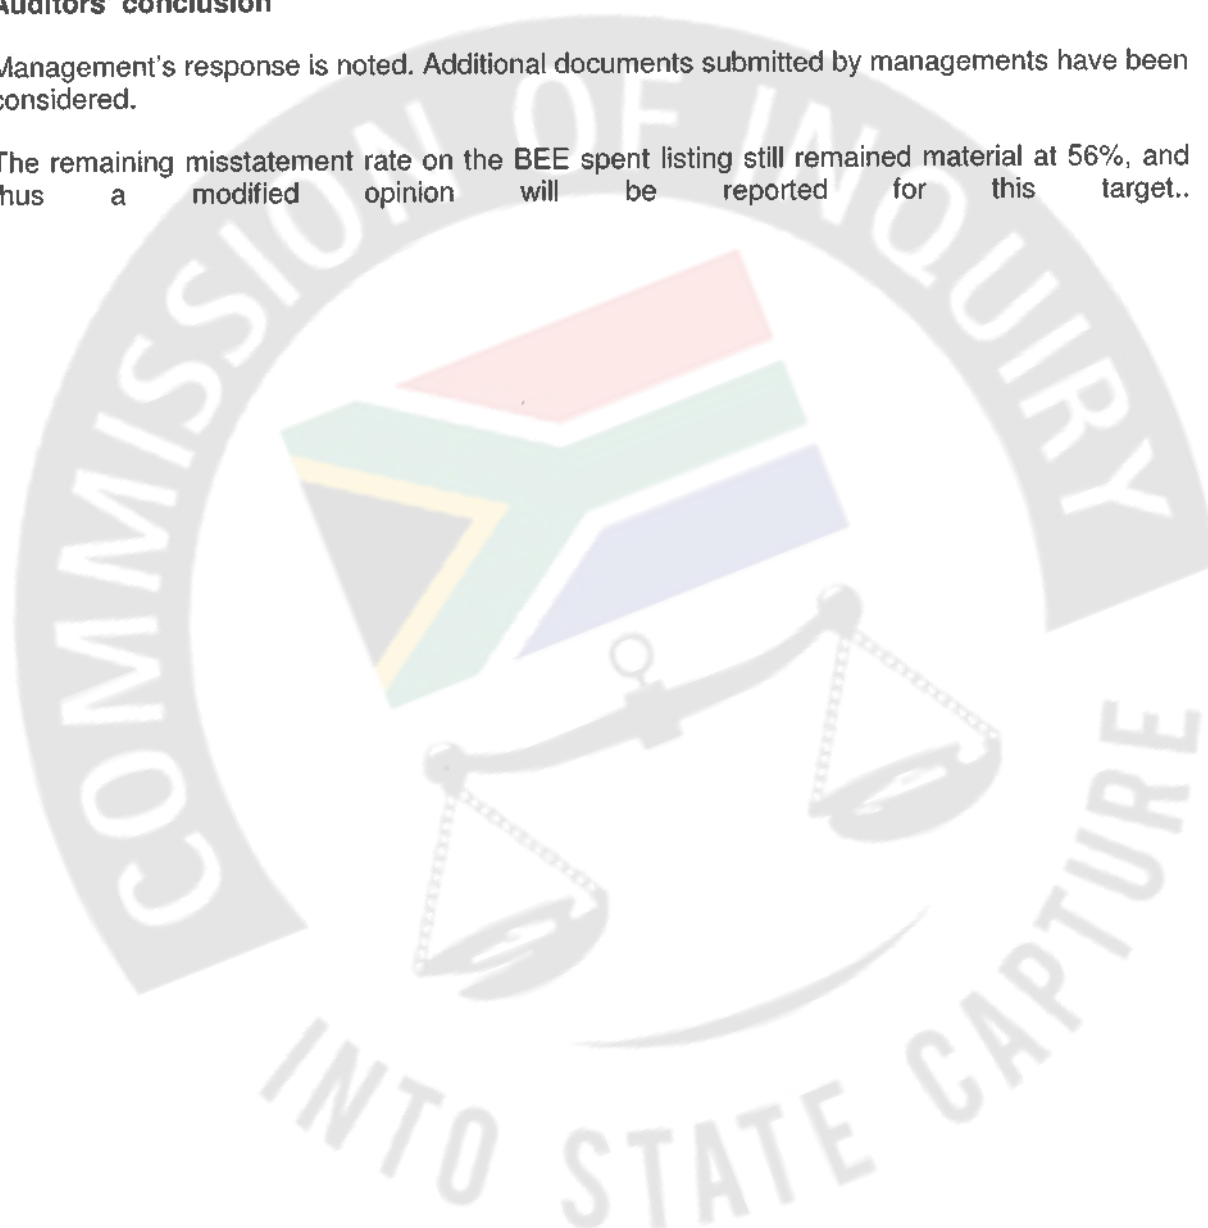 Auditors' conclusion
Management's response is noted. Additional documents submitted by managements have been
considered.
The remaining misstatement rate on the BEE spent listing still remained material at 56%, and
thus a modified opinion will be reported for this target..
COMMISSION OF INQUIRY
INTO STATE CAPTURE